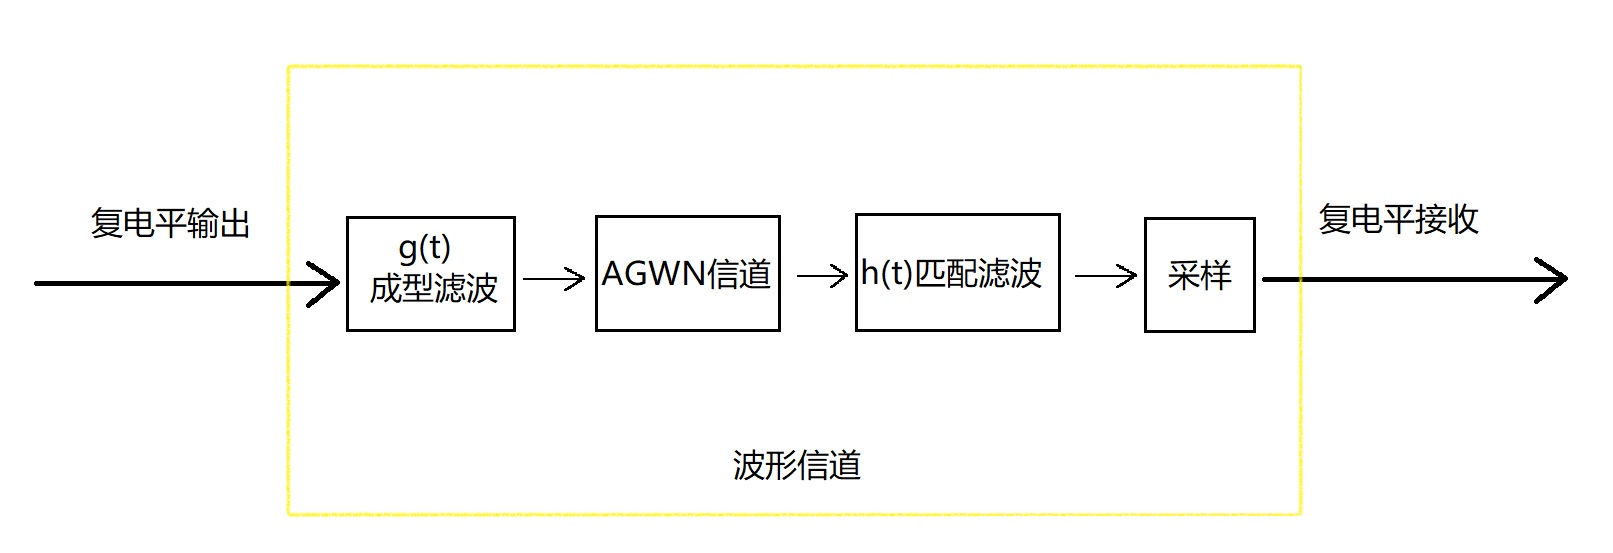 复电平输出
g(t)
成型滤波
AGWN信道
h(t)匹配滤波
采样
复电平接收
波形信道